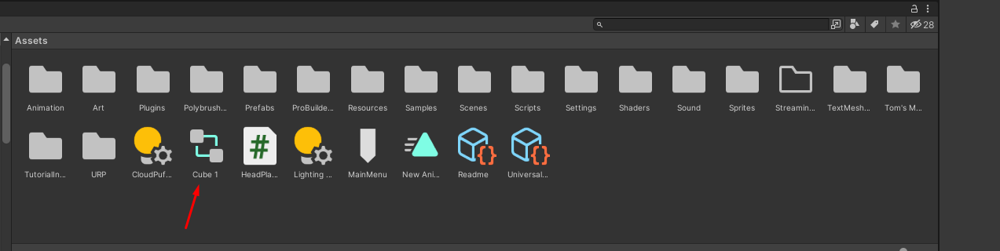 28
Assets
Animation Art Plugins Polybrush... Prefabs ProBuilde... Resources Samples Scenes Scripts Settings Shaders Sound Sprites Streamin... TextMesh... Tom's M...
TutorialIn... URP CloudPuf... Cube 1 HeadPla... Lighting ... MainMenu New Ani... Readme Universal...